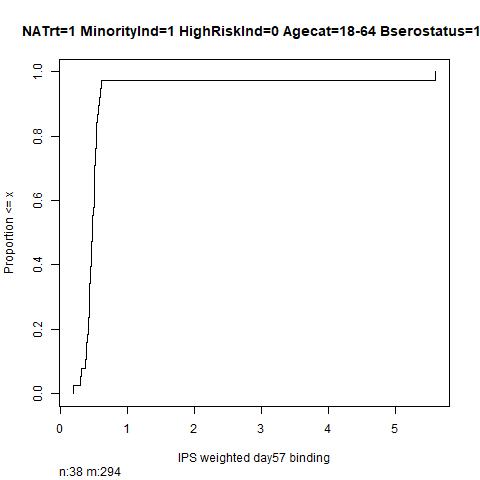 NATrt=1 MinorityInd=1 HighRiskInd=0 Agecat=18-64 Bserostatus=1
Proportion <= x
1.0
0.8
0.6
0.4
0.2
0.0
0 1 2 3 4 5
IPS weighted day57 binding
n:38 m:294